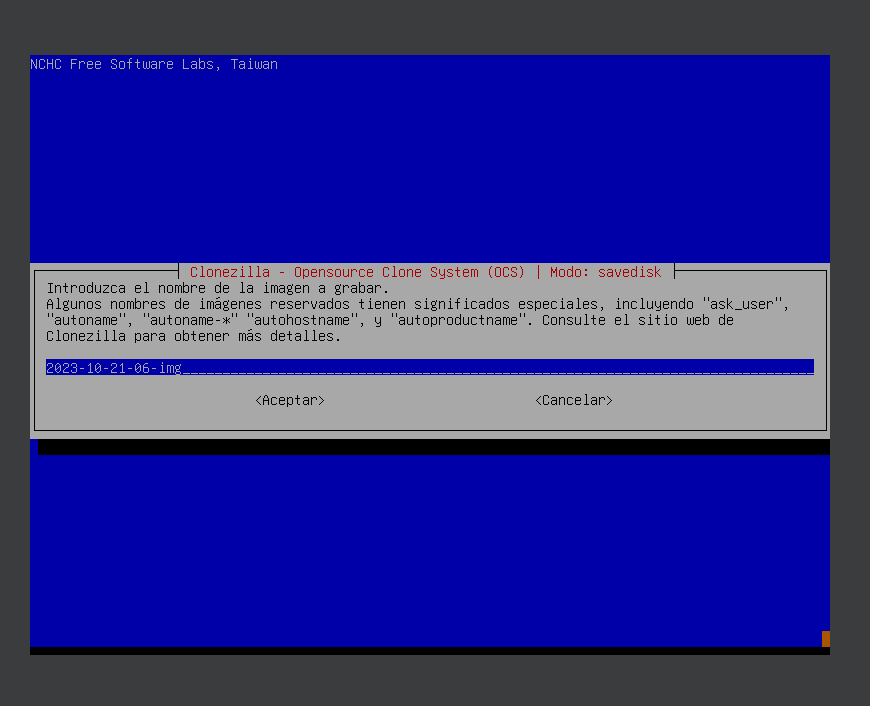 NCHC Free Software Labs, Taiwan
Clonezilla - Opensource Clone System (OCS) | Modo: savedisk
Introduzca el nombre de la imagen a grabar.
Algunos nombres de imágenes reservados tienen significados especiales, incluyendo "ask_user",
"autoname", "autoname-*" "autohostname", y "autoproductname". Consulte el sitio web de
Clonezilla para obtener más detalles.
2023-10-21-06-img
<Aceptar> <Cancelar>